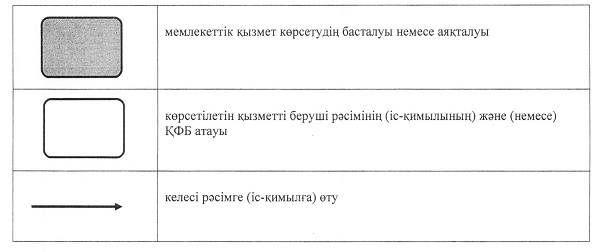 мемлекеттік қызмет көрсетудің басталуы немесе аяқталуы
көрсетілетін қызметті беруші рәсімінің (іс-қимылының) және (немесе)
ҚФБ атауы
келесі рәсімге (іс-қимылға) өту